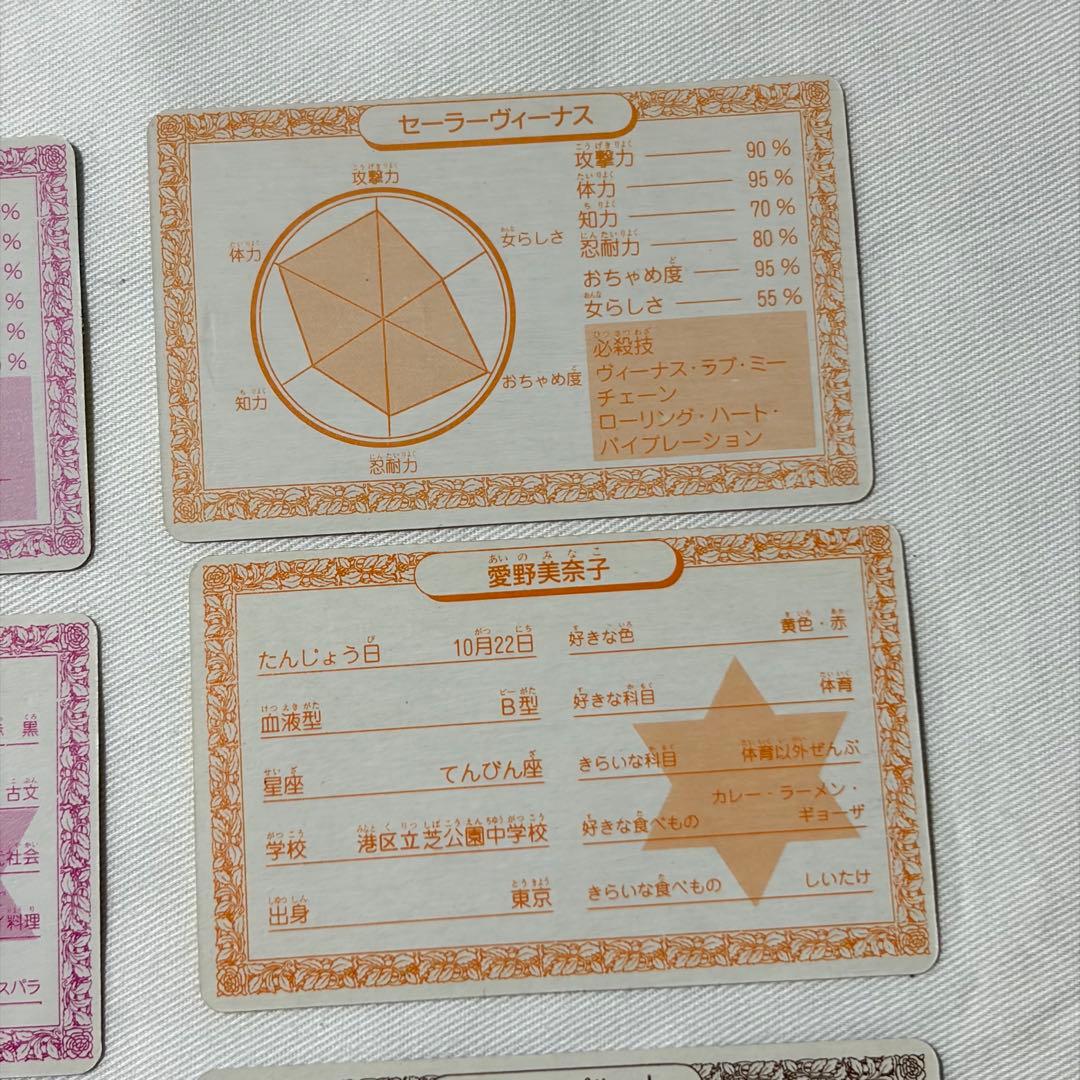 セーラーヴィーナス
攻撃力
女らしさ
体力
おちゃめ度
知力
忍耐力
攻撃力 90%
体力 95%
知力 70%
忍耐力 80%
おちゃめ度 95%
女らしさ 55%
必殺技
ヴィーナス・ラブ・ミー
チェーン
ローリング・ハート・
バイブレーション
愛野美奈子
たんじょう日 10月22日
血液型 B型
星座 てんびん座
学校 港区立芝公園中学校
出身 東京
好きな色 黄色・赤
好きな科目 体育
きらいな科目 体育以外ぜんぶ
好きな食べもの カレー・ラーメン・
ギョーザ
きらいな食べもの しいたけ
%
%
%
%
%
%
黒
古文
社会
料理
スパラ